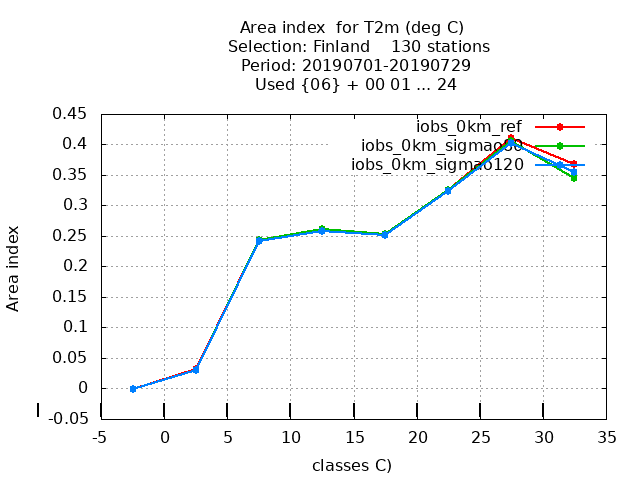 Area index  for T2m (deg C)
Selection: Finland    130 stations
Period: 20190701-20190729
Used {06} + 00 01 ... 24
0.45
0.4
0.35
0.3
0.25
0.2
0.15
0.1
0.05
0
-0.05
Area index
iobs_0km_ref
iobs_0km_sigmao80
iobs_0km_sigmao120
-5
0
5
10
15
20
25
30
35
classes C)